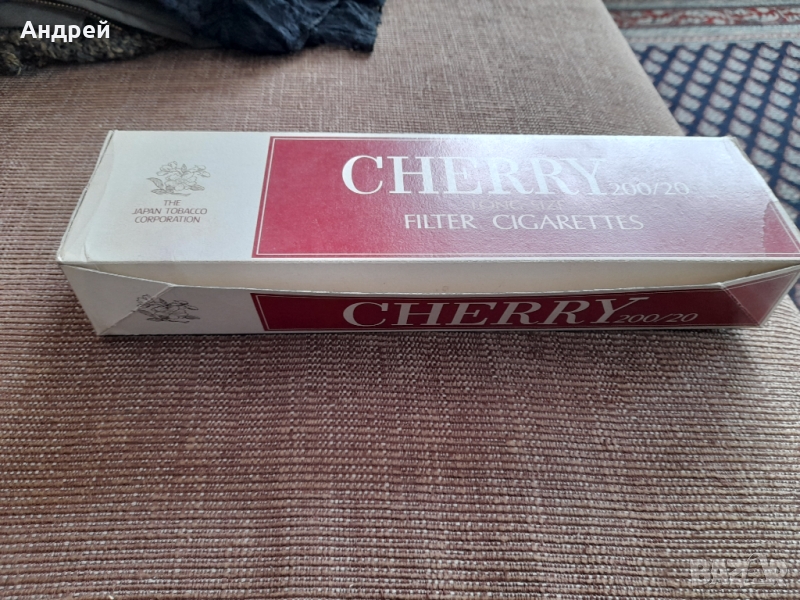 Андрей
THE
JAPAN TOBACCO
CORPORATION
CHERRY 200/20
LONG SIZE
FILTER CIGARETTES
CHERRY 200/20